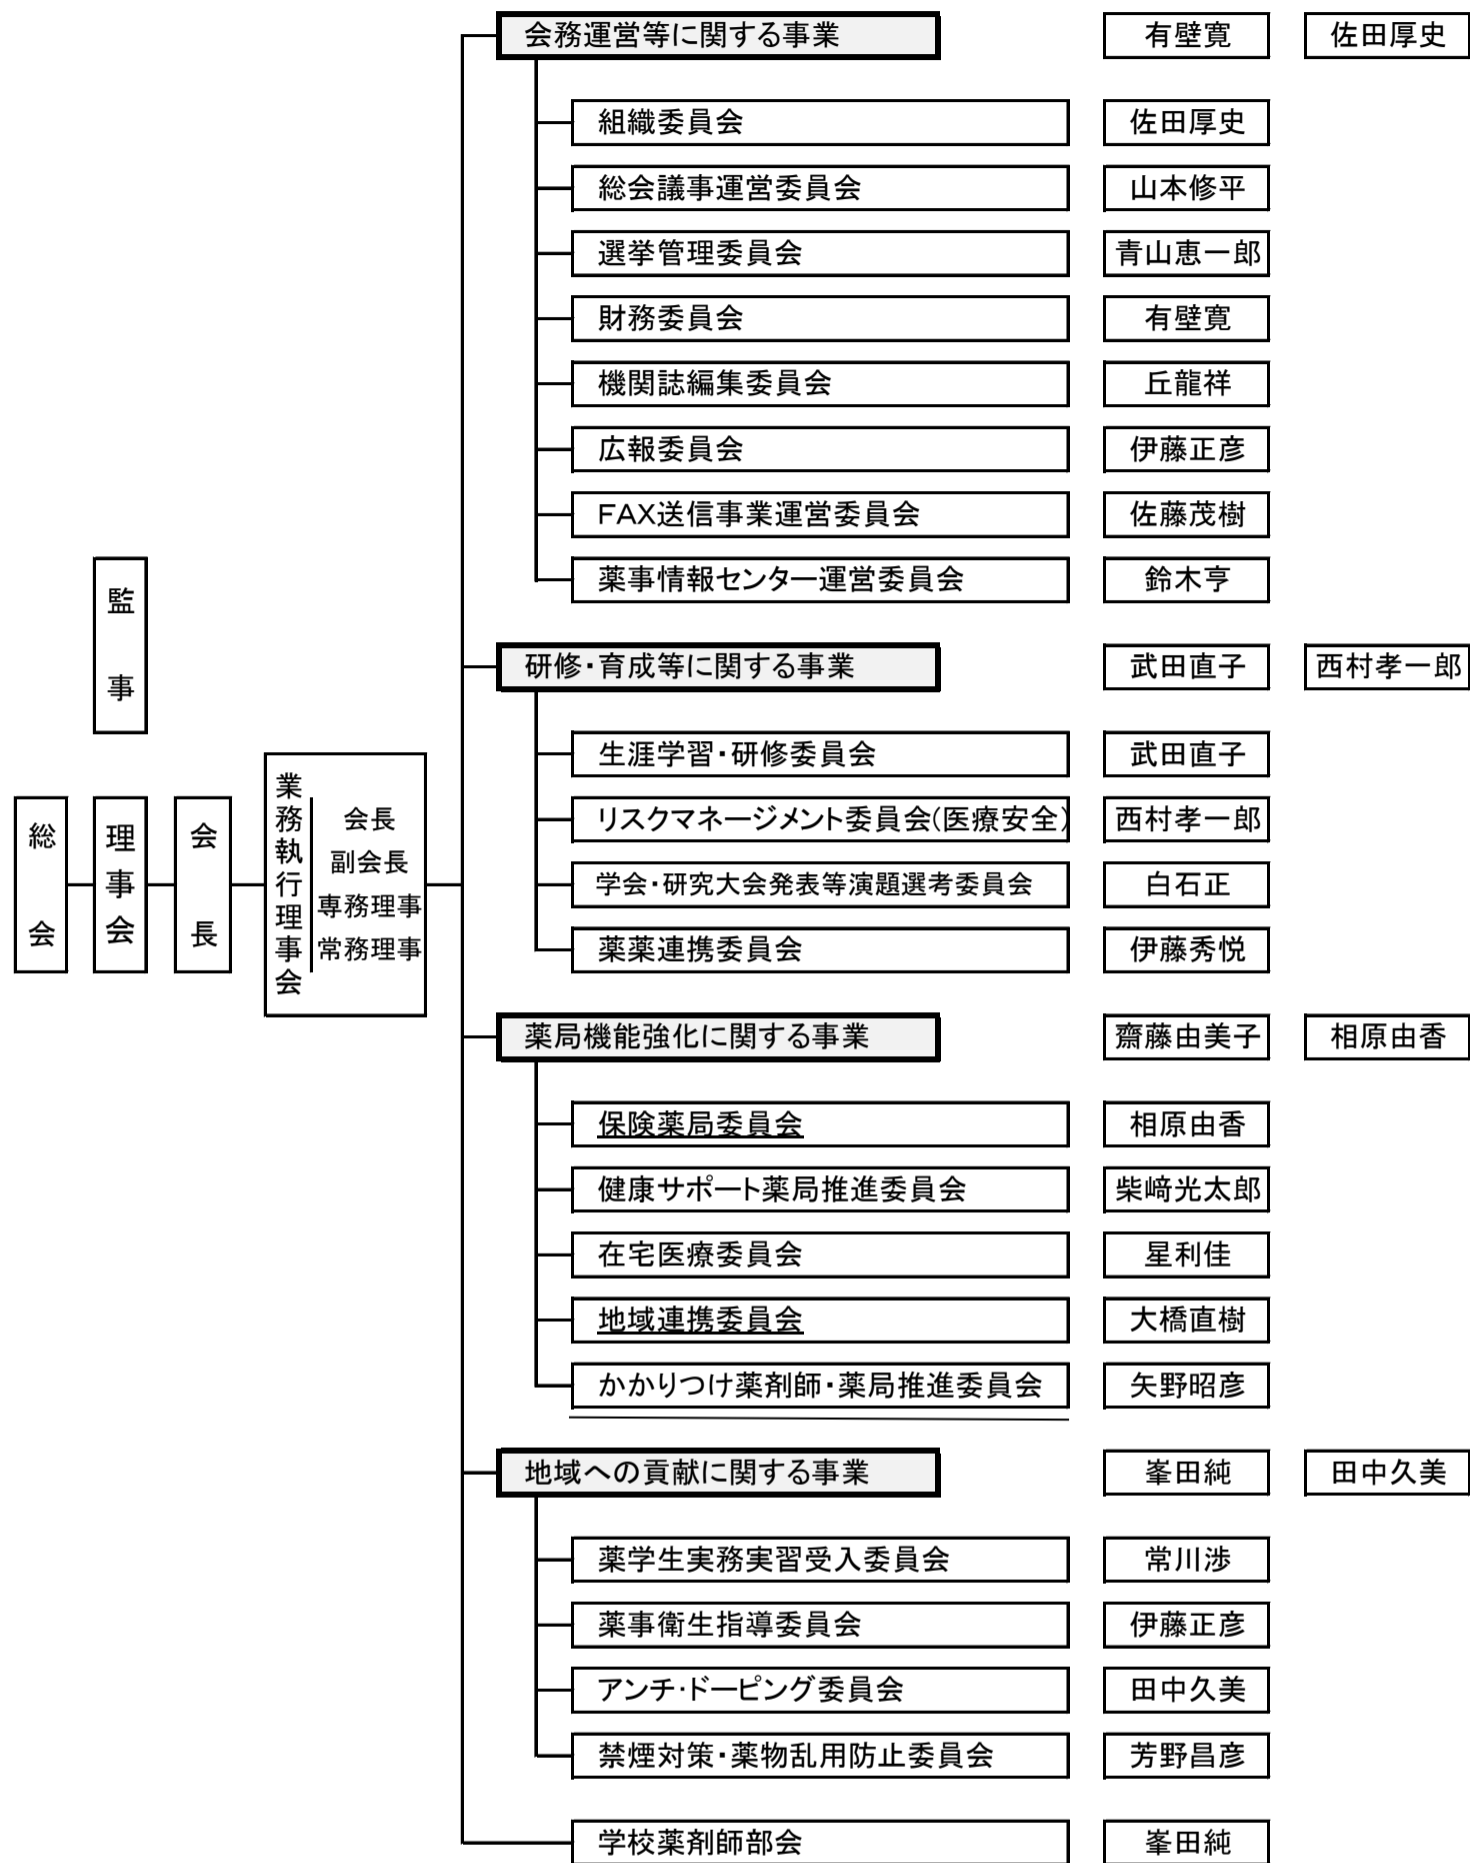 会務運営等に関する事業 有壁寛 佐田厚史
組織委員会 佐田厚史
総会議事運営委員会 山本修平
選挙管理委員会 青山恵一郎
財務委員会 有壁寛
機関誌編集委員会 丘龍祥
広報委員会 伊藤正彦
FAX送信事業運営委員会 佐藤茂樹
薬事情報センター運営委員会 鈴木亨
監事
研修・育成等に関する事業 武田直子 西村孝一郎
生涯学習・研修委員会 武田直子
総会
理事会
会長
業務執行理事会
会長
副会長
専務理事
常務理事
リスクマネージメント委員会(医療安全) 西村孝一郎
学会・研究大会発表等演題選考委員会 白石正
薬薬連携委員会 伊藤秀悦
薬局機能強化に関する事業 齋藤由美子 相原由香
保険薬局委員会 相原由香
健康サポート薬局推進委員会 柴﨑光太郎
在宅医療委員会 星利佳
地域連携委員会 大橋直樹
かかりつけ薬剤師・薬局推進委員会 矢野昭彦
地域への貢献に関する事業 峯田純 田中久美
薬学生実務実習受入委員会 常川渉
薬事衛生指導委員会 伊藤正彦
アンチ・ドーピング委員会 田中久美
禁煙対策・薬物乱用防止委員会 芳野昌彦
学校薬剤師部会 峯田純